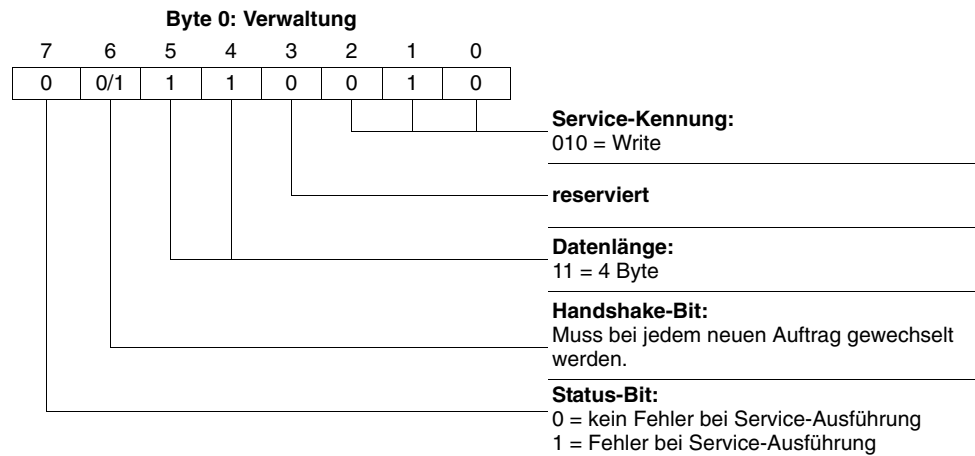 Byte 0: Verwaltung
7 6 5 4 3 2 1 0
0 0/1 1 1 0 0 1 0
Service-Kennung:
010 = Write
reserviert
Datenlänge:
11 = 4 Byte
Handshake-Bit:
Muss bei jedem neuen Auftrag gewechselt
werden.
Status-Bit:
0 = kein Fehler bei Service-Ausführung
1 = Fehler bei Service-Ausführung